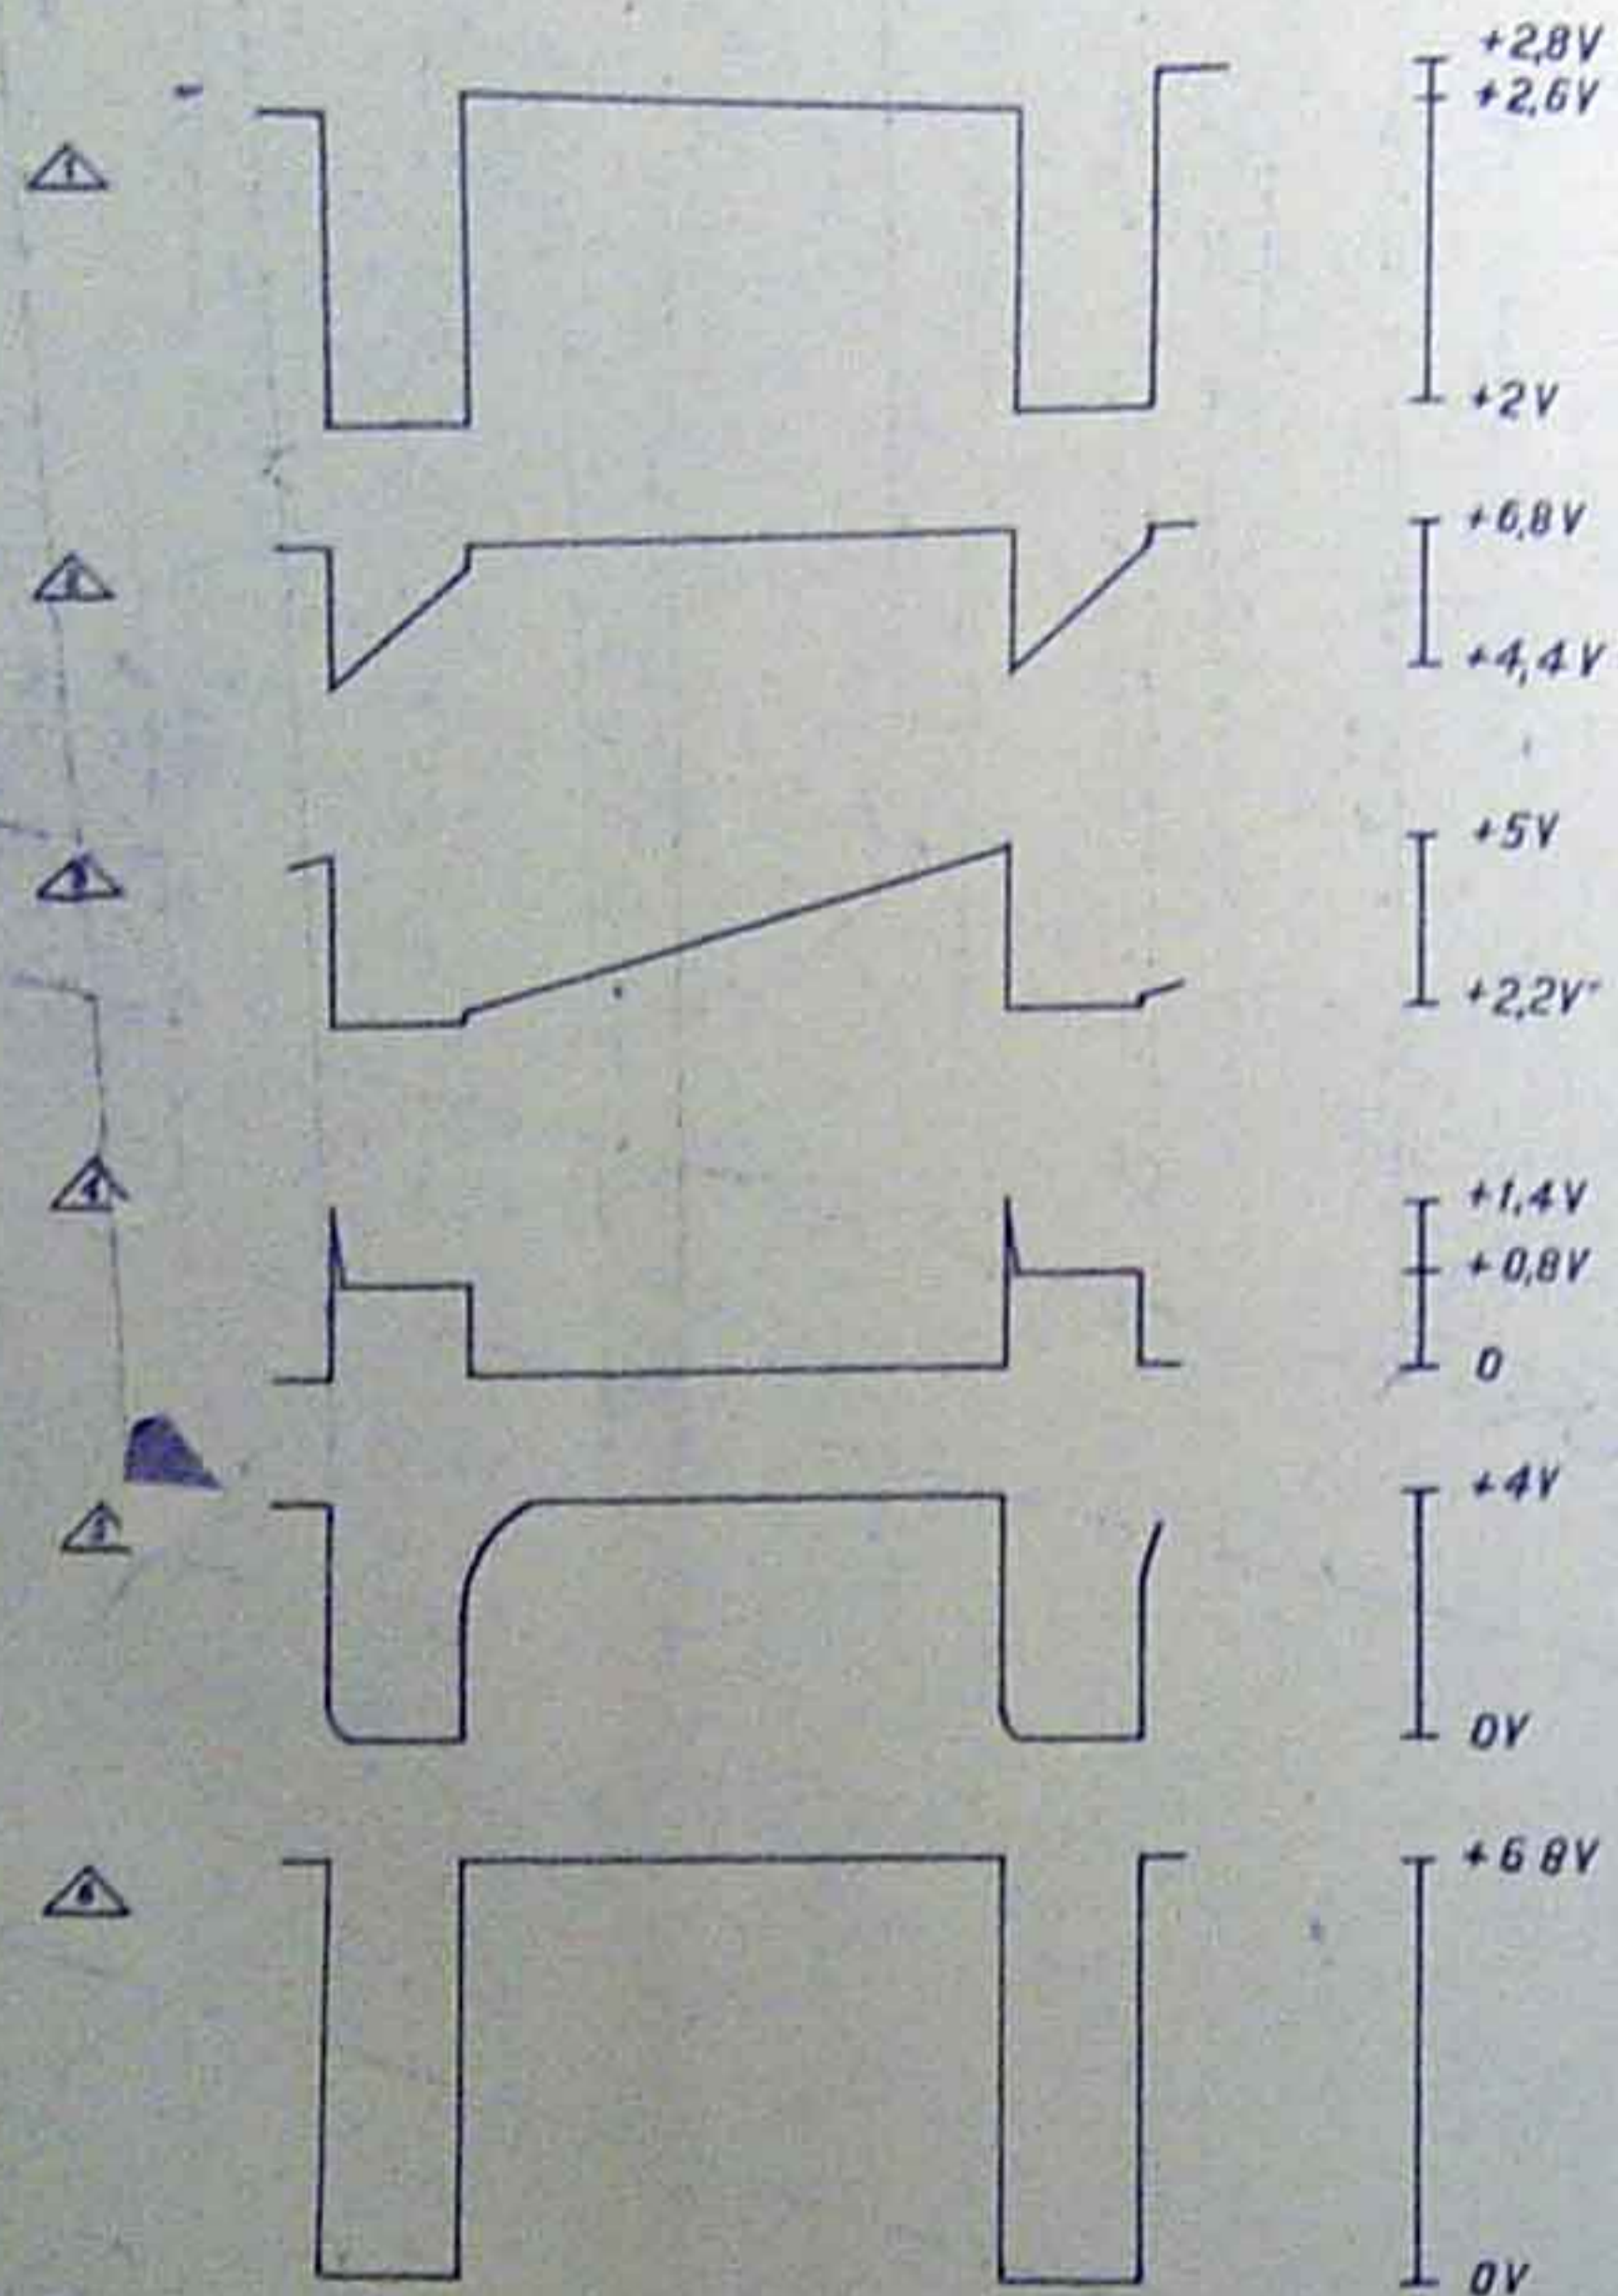 +2,8V
+2,6V
1
+2V
+6,8V
2
+4,4V
+5V
3
+2,2V
4
+1,4V
+0,8V
0
+4V
0V
+6 8V
6
0V